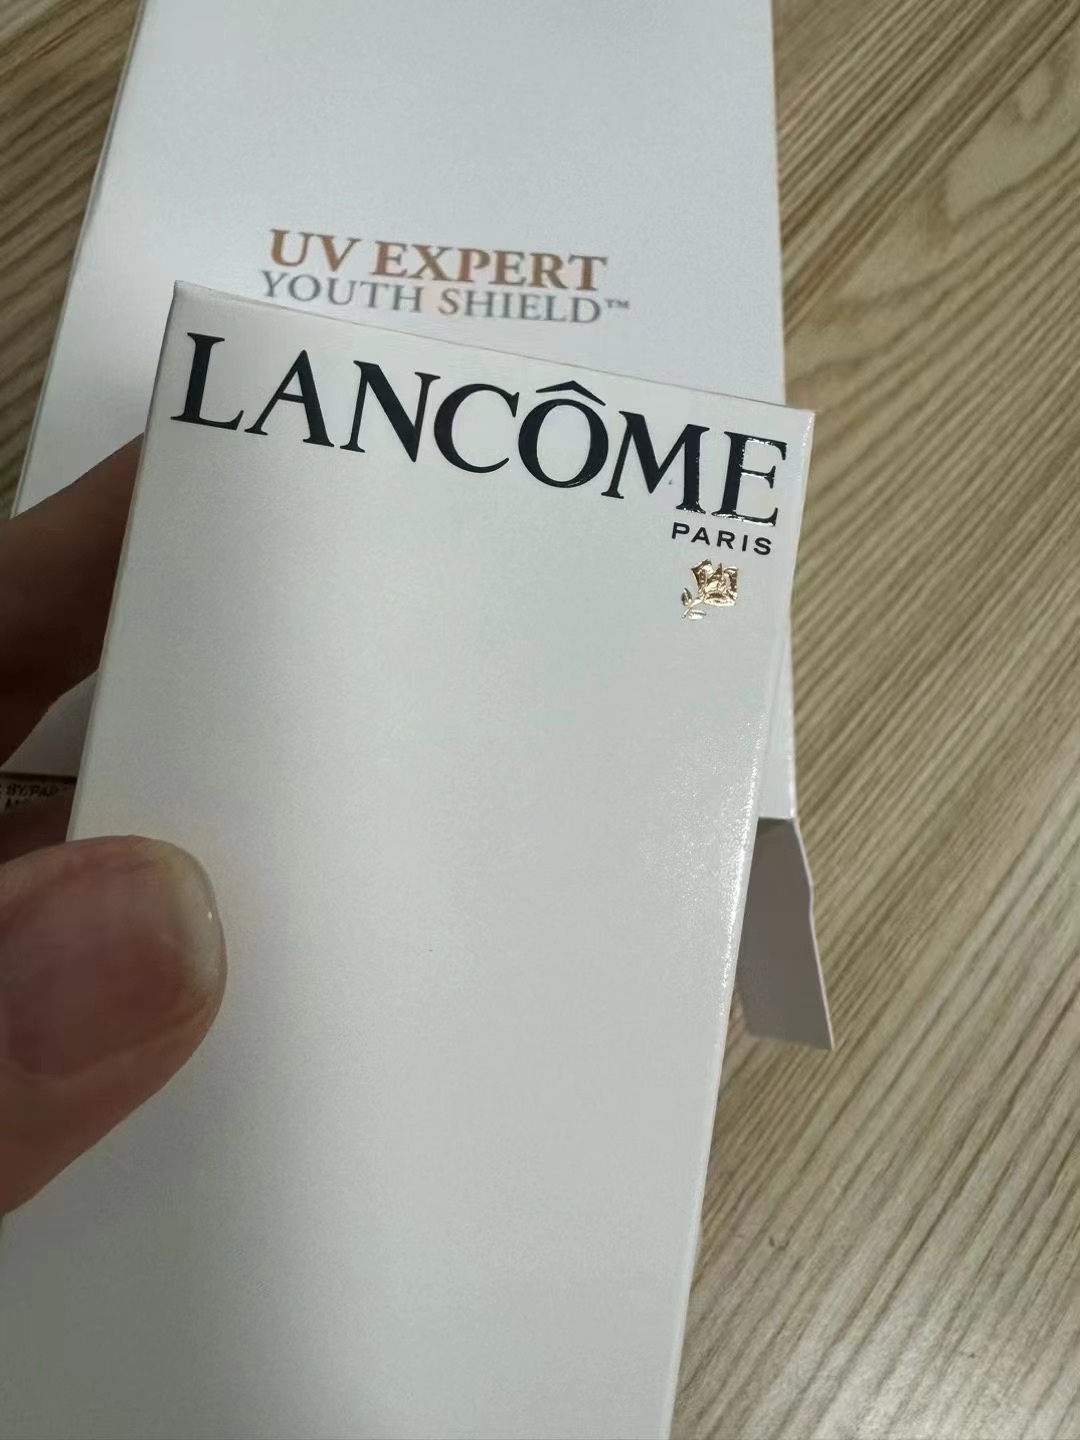 UV EXPERT
YOUTH SHIELD™
LANCÔME
PARIS